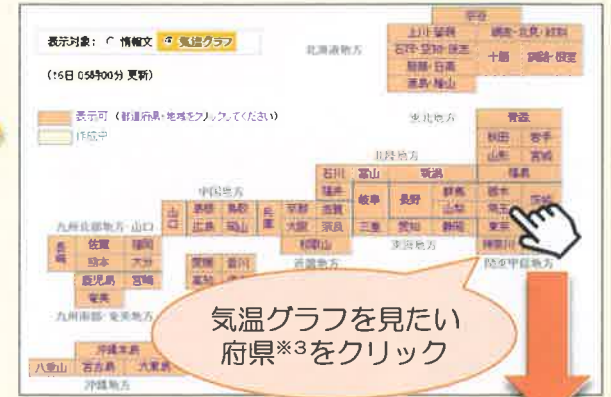 宗谷
上川・留萌 網走・北見・紋別
表示対象： 情報文 気温グラフ
北海道地方
石狩・空知・後志
十勝 釧路・根室
胆振・日高
(16日 05時00分 更新)
渡島・檜山
表示可（都道府県・地域をクリックしてください）
作成中
東北地方
青森
秋田 岩手
山形 宮城
北陸地方
石川 富山 新潟 福島
中国地方
福井 岐阜 長野 群馬 栃木 茨城
山口 島根 鳥取 兵庫 京都 滋賀 山梨 埼玉
広島 岡山 大阪 奈良 三重 愛知 静岡 東京
九州北部地方・山口
和歌山 神奈川
長崎 佐賀 福岡
東海地方
近畿地方
関東甲信地方
熊本 大分
愛媛 香川
鹿児島 宮崎
高知
奄美
九州南部・奄美地方
気温グラフを見たい
府県※3をクリック
沖縄本島
八重山 宮古島 大東島
沖縄地方